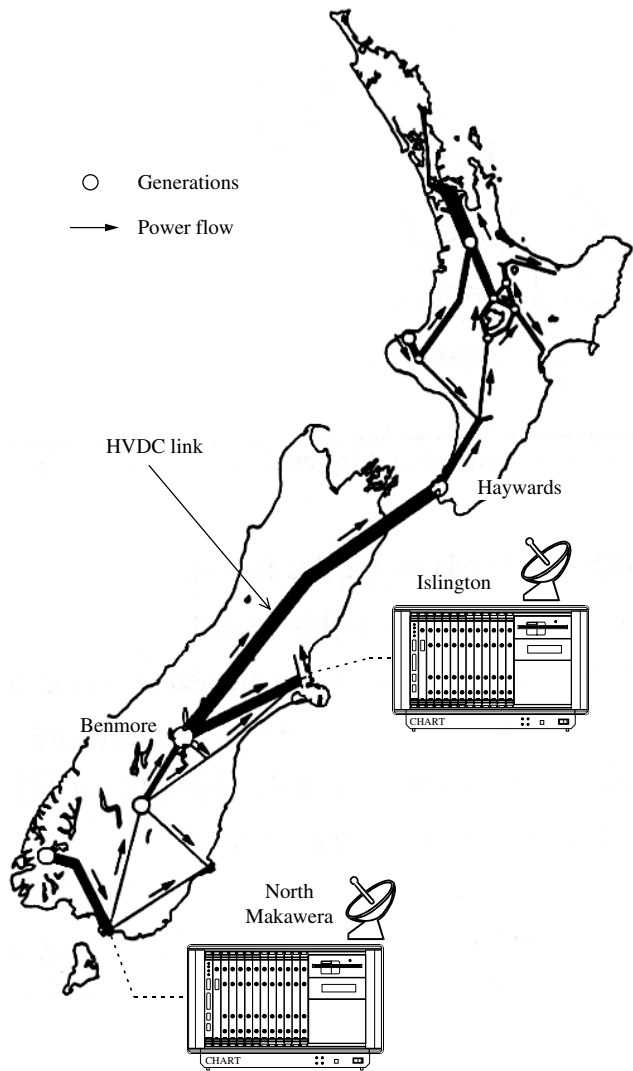 Generations
Power flow
HVDC link
Haywards
Islington
CHART
Benmore
North
Makawera
CHART